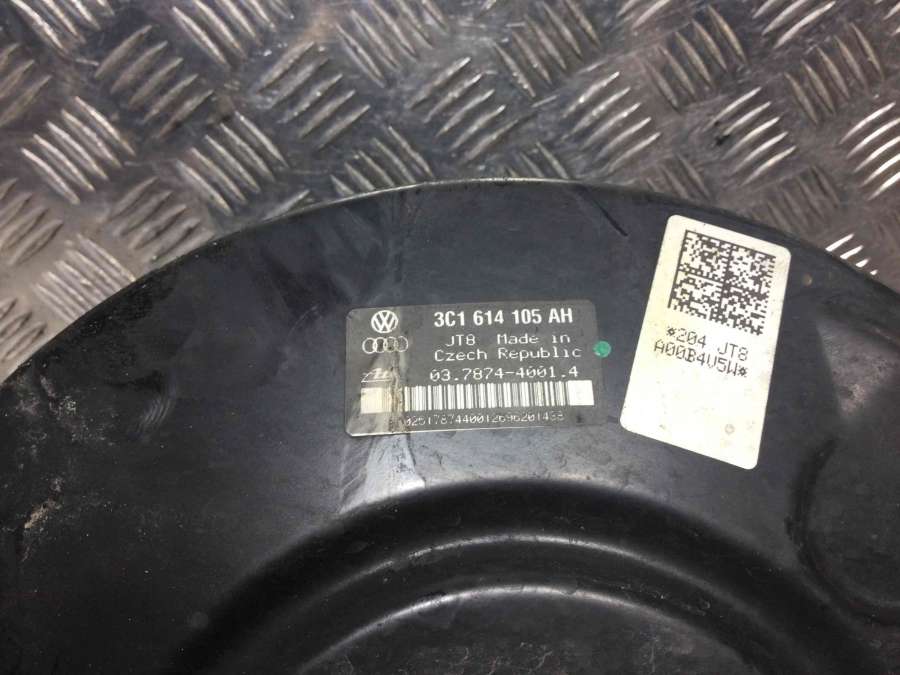 3C1 614 105 AH
JT8 Made in
Czech Republic
03.7874-4001.4
*204 JT8
A00B4V5W*